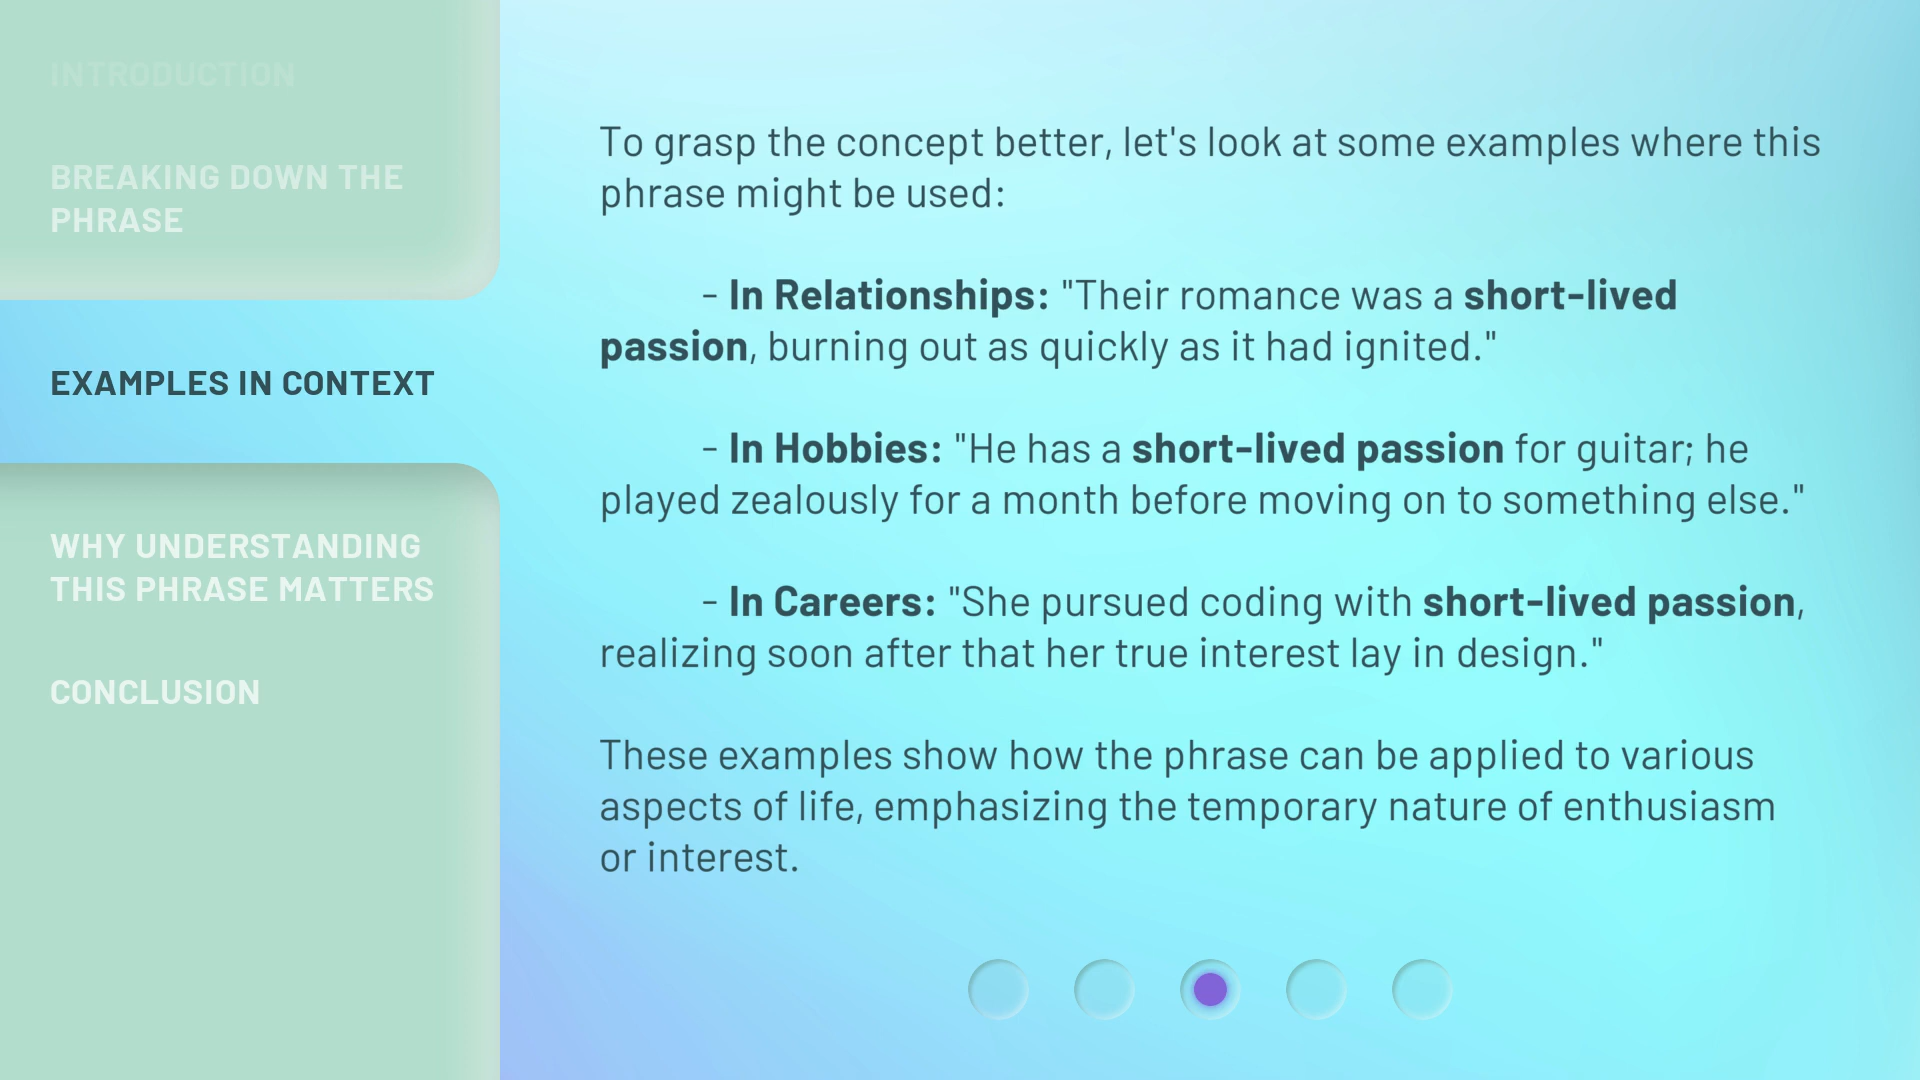 INTRODUCTION
BREAKING DOWN THE
PHRASE
EXAMPLES IN CONTEXT
WHY UNDERSTANDING
THIS PHRASE MATTERS
CONCLUSION
To grasp the concept better, let's look at some examples where this
phrase might be used:
- In Relationships: "Their romance was a short-lived
passion, burning out as quickly as it had ignited."
- In Hobbies: "He has a short-lived passion for guitar; he
played zealously for a month before moving on to something else."
- In Careers: "She pursued coding with short-lived passion,
realizing soon after that her true interest lay in design."
These examples show how the phrase can be applied to various
aspects of life, emphasizing the temporary nature of enthusiasm
or interest.